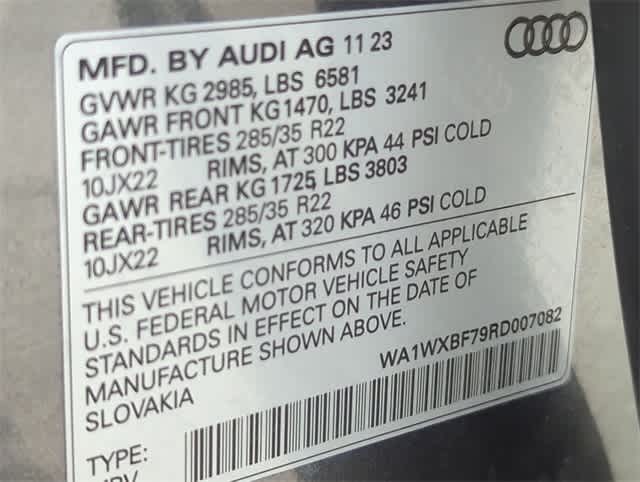 MFD. BY AUDI AG 11 23
GVWR KG 2985, LBS 6581
GAWR FRONT KG1470, LBS 3241
FRONT-TIRES 285/35 R22
10JX22 RIMS, AT 300 KPA 44 PSI COLD
GAWR REAR KG 1725, LBS 3803
REAR-TIRES 285/35 R22
10JX22 RIMS, AT 320 KPA 46 PSI COLD
THIS VEHICLE CONFORMS TO ALL APPLICABLE
U.S. FEDERAL MOTOR VEHICLE SAFETY
STANDARDS IN EFFECT ON THE DATE OF
MANUFACTURE SHOWN ABOVE.
SLOVAKIA
WA1WXBF79RD007082
TYPE: